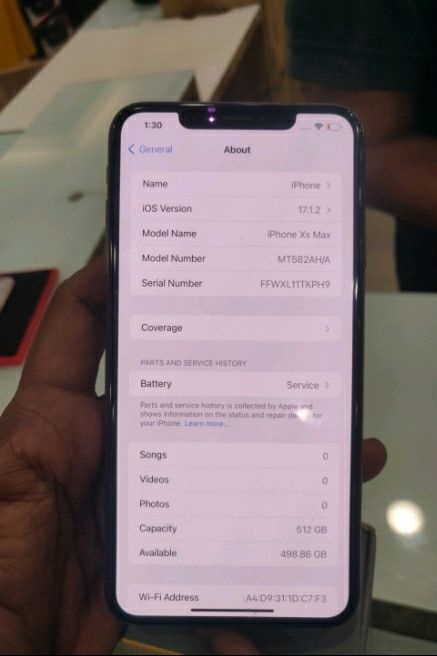 1:30
General
About
Name iPhone
iOS Version 17.1.2
Model Name iPhone Xs Max
Model Number MT582AH/A
Serial Number FFWXL11TKPH9
Coverage
PARTS AND SERVICE HISTORY
Battery Service
Parts and service history is collected by Apple and
shows information on the status and repair for
your iPhone. Learn more...
Songs 0
Videos 0
Photos 0
Capacity 512 GB
Available 498.86 GB
Wi-Fi Address A4:D9:31:1D:C7:F3